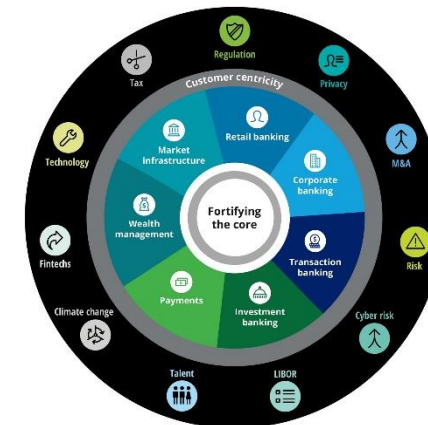 Regulation
Privacy
M&A
Risk
Cyber risk
LIBOR
Talent
Climate change
Fintechs
Technology
Tax
Customer centricity
Retail banking
Corporate
banking
Transaction
banking
Investment
banking
Payments
Wealth
management
Market
infrastructure
Fortifying
the core